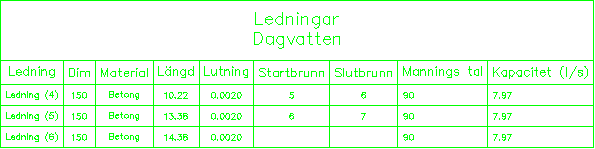 Ledningar
Dagvatten
Ledning Dim Material Längd Lutning Startbrunn Slutbrunn Mannings tal Kapacitet (l/s)
Ledning (4) 150 Betong 10.22 0.0020 5 6 90 7.97
Ledning (5) 150 Betong 13.36 0.0020 6 7 90 7.97
Ledning (6) 150 Betong 14.36 0.0020 90 7.97